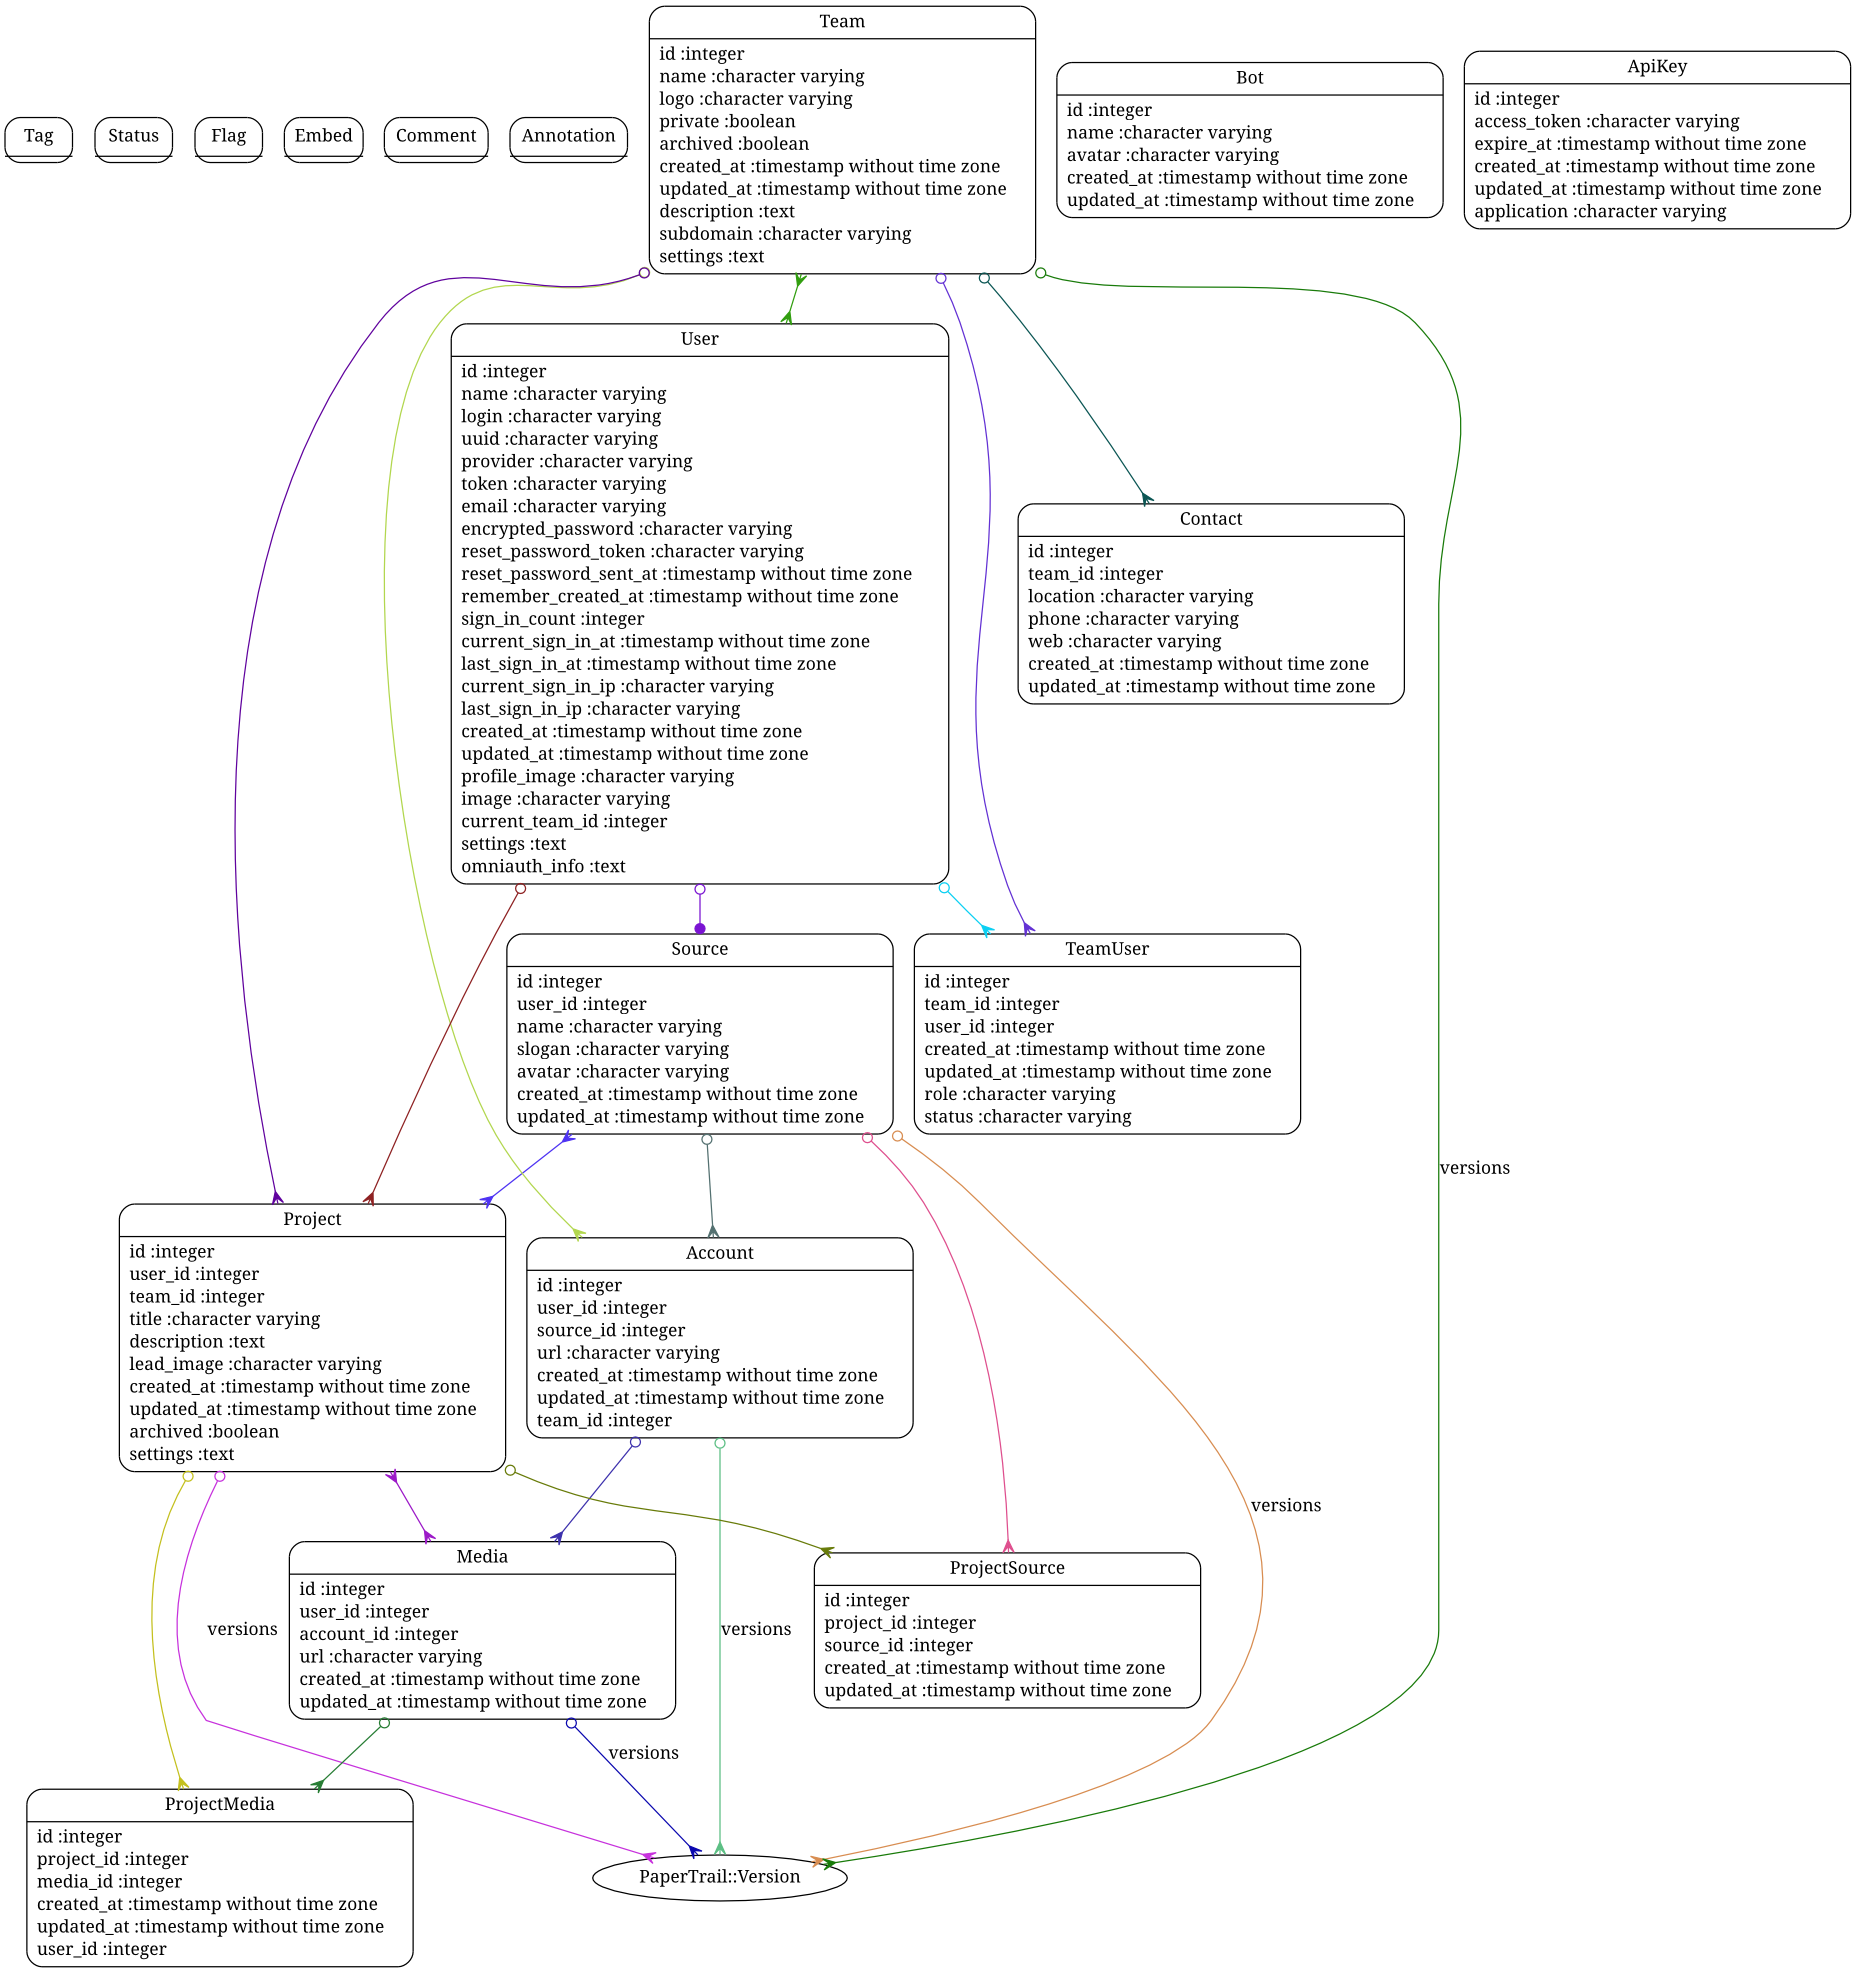 Tag
Status
Flag
Embed
Comment
Annotation
Team
id :integer
name :character varying
logo :character varying
private :boolean
archived :boolean
created_at :timestamp without time zone
updated_at :timestamp without time zone
description :text
subdomain :character varying
settings :text
Bot
id :integer
name :character varying
avatar :character varying
created_at :timestamp without time zone
updated_at :timestamp without time zone
ApiKey
id :integer
access_token :character varying
expire_at :timestamp without time zone
created_at :timestamp without time zone
updated_at :timestamp without time zone
application :character varying
User
id :integer
name :character varying
login :character varying
uuid :character varying
provider :character varying
token :character varying
email :character varying
encrypted_password :character varying
reset_password_token :character varying
reset_password_sent_at :timestamp without time zone
remember_created_at :timestamp without time zone
sign_in_count :integer
current_sign_in_at :timestamp without time zone
last_sign_in_at :timestamp without time zone
current_sign_in_ip :character varying
last_sign_in_ip :character varying
created_at :timestamp without time zone
updated_at :timestamp without time zone
profile_image :character varying
image :character varying
current_team_id :integer
settings :text
omniauth_info :text
Contact
id :integer
team_id :integer
location :character varying
phone :character varying
web :character varying
created_at :timestamp without time zone
updated_at :timestamp without time zone
Source
id :integer
user_id :integer
name :character varying
slogan :character varying
avatar :character varying
created_at :timestamp without time zone
updated_at :timestamp without time zone
TeamUser
id :integer
team_id :integer
user_id :integer
created_at :timestamp without time zone
updated_at :timestamp without time zone
role :character varying
status :character varying
versions
Project
id :integer
user_id :integer
team_id :integer
title :character varying
description :text
lead_image :character varying
created_at :timestamp without time zone
updated_at :timestamp without time zone
archived :boolean
settings :text
Account
id :integer
user_id :integer
source_id :integer
url :character varying
created_at :timestamp without time zone
updated_at :timestamp without time zone
team_id :integer
versions
versions
Media
id :integer
user_id :integer
account_id :integer
url :character varying
created_at :timestamp without time zone
updated_at :timestamp without time zone
versions
ProjectSource
id :integer
project_id :integer
source_id :integer
created_at :timestamp without time zone
updated_at :timestamp without time zone
versions
ProjectMedia
id :integer
project_id :integer
media_id :integer
created_at :timestamp without time zone
updated_at :timestamp without time zone
user_id :integer
PaperTrail::Version